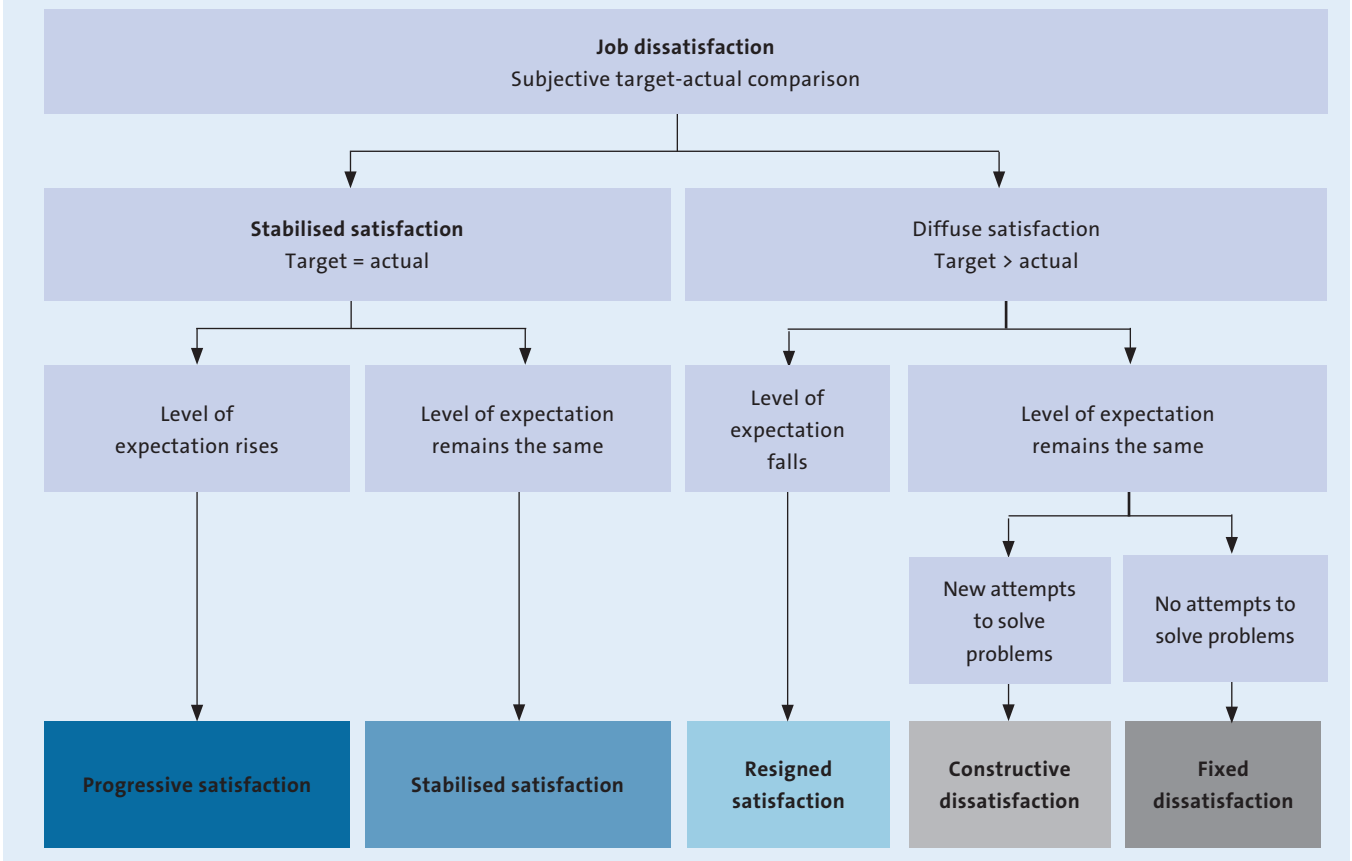 Job dissatisfaction
Subjective target-actual comparison
Stabilised satisfaction
Target = actual
Diffuse satisfaction
Target > actual
Level of
expectation rises
Level of expectation
remains the same
Level of
expectation
falls
Level of expectation
remains the same
New attempts
to solve
problems
No attempts to
solve problems
Progressive satisfaction
Stabilised satisfaction
Resigned
satisfaction
Constructive
dissatisfaction
Fixed
dissatisfaction